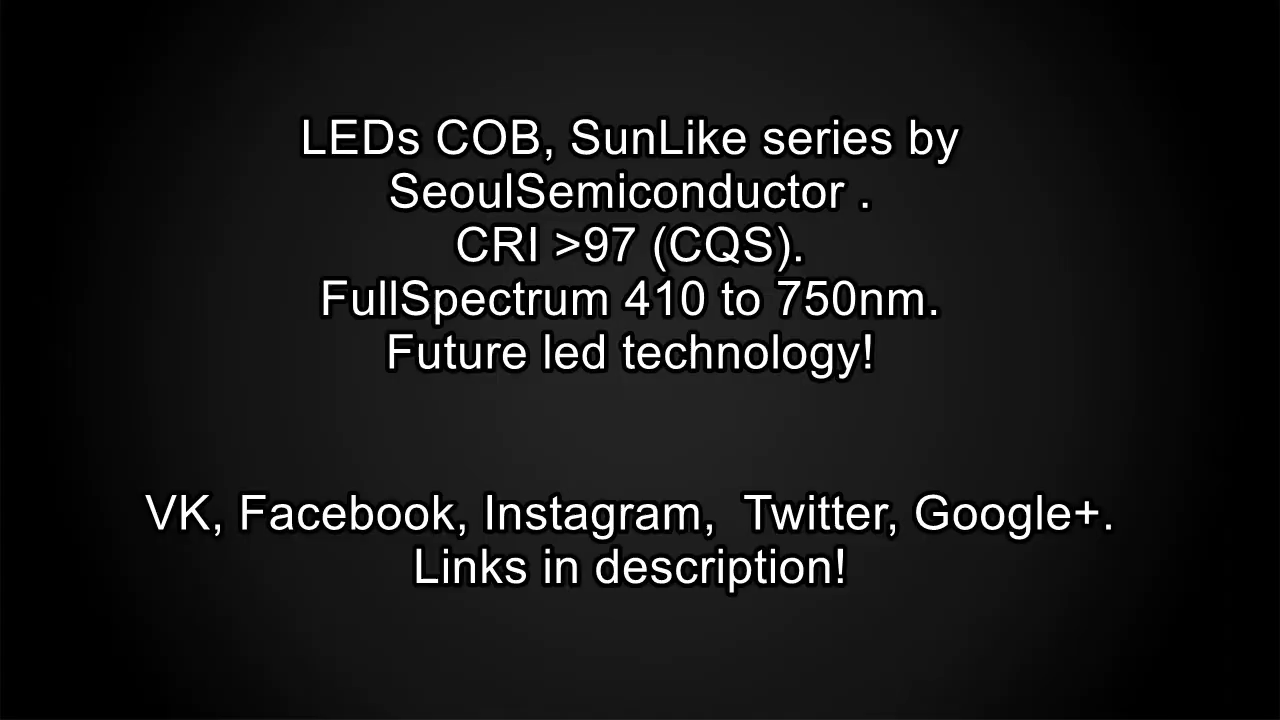 LEDs COB, SunLike series by
SeoulSemiconductor .
CRI >97 (CQS).
FullSpectrum 410 to 750nm.
Future led technology!
VK, Facebook, Instagram,  Twitter, Google+.
Links in description!